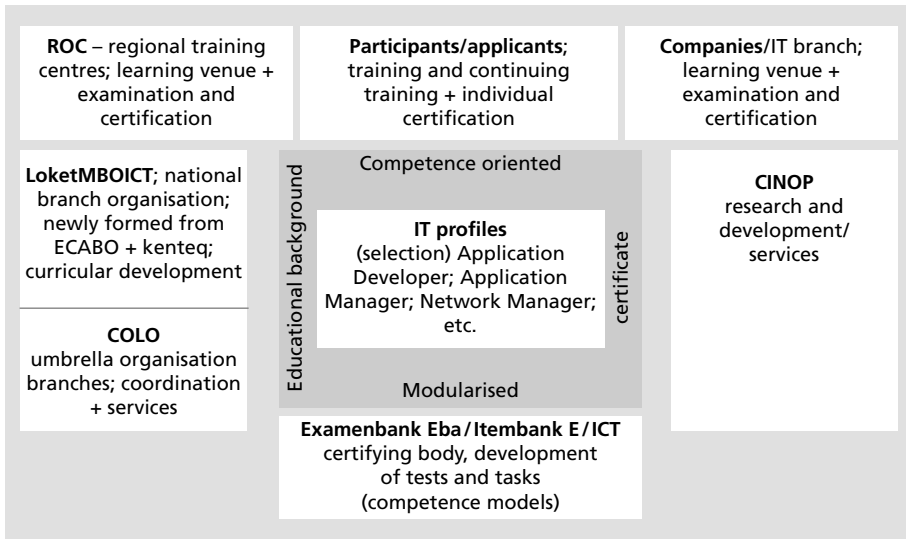 ROC – regional training
centres; learning venue +
examination and
certification
Participants/applicants;
training and continuing
training + individual
certification
Companies/IT branch;
learning venue +
examination and
certification
LoketMBOICT; national
branch organisation;
newly formed from
ECABO + kenteq;
curricular development
COLO
umbrella organisation
branches; coordination
+ services
Educational background
Competence oriented
IT profiles
(selection) Application
Developer; Application
Manager; Network Manager;
etc.
certificate
Modularised
CINOP
research and
development/
services
Examenbank Eba/Itembank E/ICT
certifying body, development
of tests and tasks
(competence models)